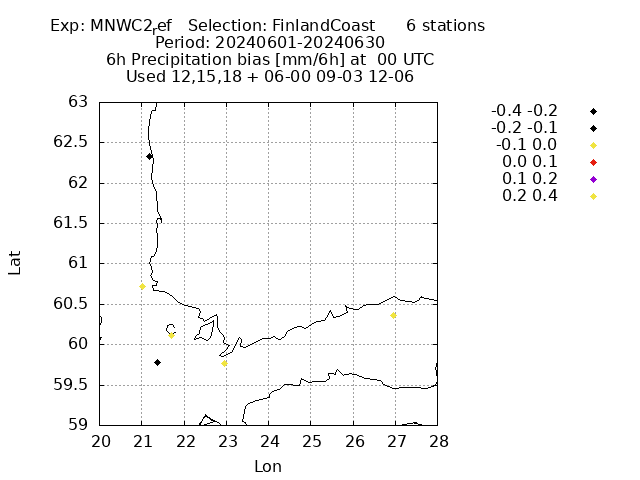 Exp: MNWC2_ref   Selection: FinlandCoast      6 stations
Period: 20240601-20240630
6h Precipitation bias [mm/6h] at  00 UTC
Used 12,15,18 + 06-00 09-03 12-06
-0.4 -0.2
-0.2 -0.1
-0.1 0.0
0.0 0.1
0.1 0.2
0.2 0.4
Lat
63
62.5
62
61.5
61
60.5
60
59.5
59
20 21 22 23 24 25 26 27 28
Lon